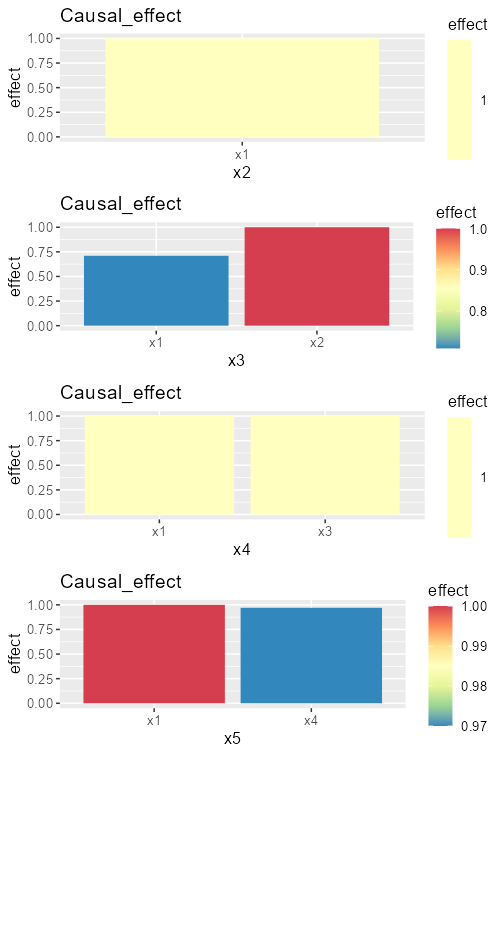 Causal_effect
effect
1.00
0.75
0.50
0.25
0.00
x1
x2
effect
1
Causal_effect
effect
1.00
0.75
0.50
0.25
0.00
x1 x2
x3
effect
1.0
0.9
0.8
Causal_effect
effect
1.00
0.75
0.50
0.25
0.00
x1 x3
x4
effect
1
Causal_effect
effect
1.00
0.75
0.50
0.25
0.00
x1 x4
x5
effect
1.00
0.99
0.98
0.97